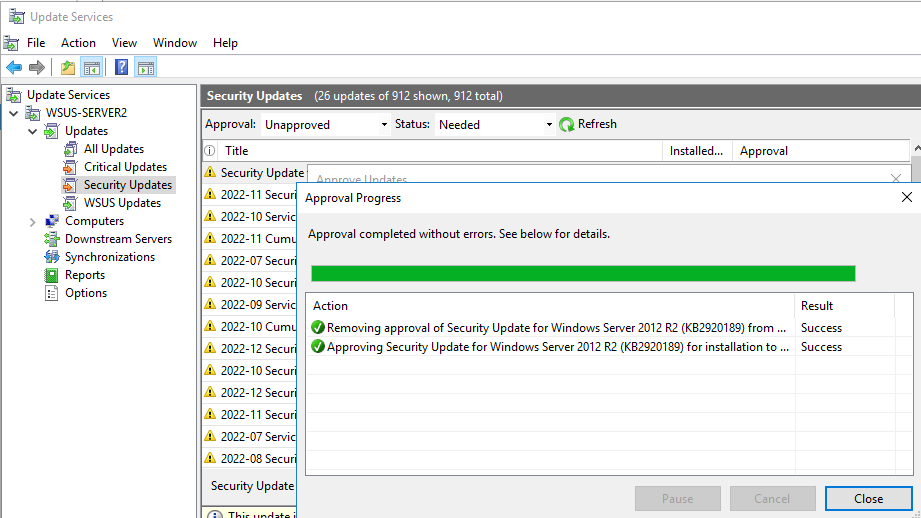 Update Services
File Action View Window Help
Update Services
WSUS-SERVER2
Updates
All Updates
Critical Updates
Security Updates
WSUS Updates
Computers
Downstream Servers
Synchronizations
Reports
Options
Security Updates (26 updates of 912 shown, 912 total)
Approval: Unapproved Status: Needed Refresh
Title Installed... Approval
Security Update
2022-11 Securi
2022-10 Servic
2022-11 Cumu
2022-07 Securi
2022-10 Securi
2022-09 Servic
2022-10 Cumu
2022-12 Securi
2022-10 Securi
2022-12 Securi
2022-11 Securi
2022-07 Servic
2022-08 Securi
Security Update
This update i
Approve Updates
Approval Progress
Approval completed without errors. See below for details.
Action Result
Removing approval of Security Update for Windows Server 2012 R2 (KB2920189) from ... Success
Approving Security Update for Windows Server 2012 R2 (KB2920189) for installation to ... Success
Pause Cancel Close